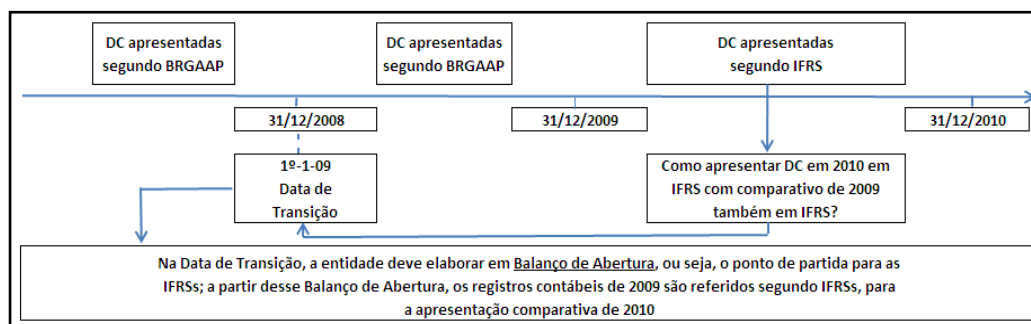 DC apresentadas
segundo BRGAAP
DC apresentadas
segundo BRGAAP
DC apresentadas
segundo IFRS
31/12/2008
31/12/2009
31/12/2010
1º-1-09
Data de
Transição
Como apresentar DC em 2010 em
IFRS com comparativo de 2009
também em IFRS?
Na Data de Transição, a entidade deve elaborar em Balanço de Abertura, ou seja, o ponto de partida para as
IFRSs; a partir desse Balanço de Abertura, os registros contábeis de 2009 são referidos segundo IFRSs, para
a apresentação comparativa de 2010